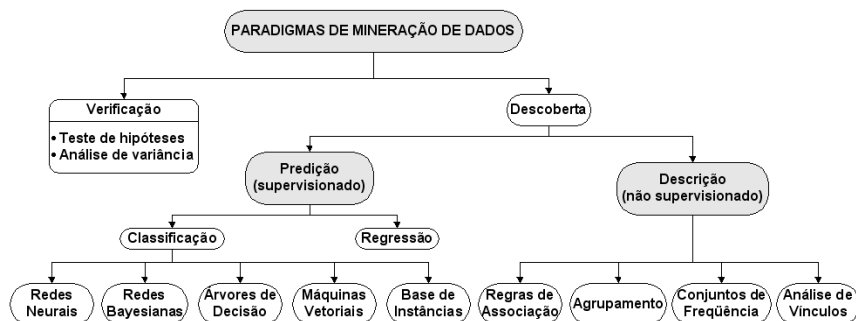 PARADIGMAS DE MINERAÇÃO DE DADOS
Verificação
• Teste de hipóteses
• Análise de variância
Descoberta
Predição
(supervisionado)
Descrição
(não supervisionado)
Classificação
Regressão
Redes
Neurais
Redes
Bayesianas
Arvores de
Decisão
Máquinas
Vetoriais
Base de
Instâncias
Regras de
Associação
Agrupamento
Conjuntos de
Freqüência
Análise de
Vínculos